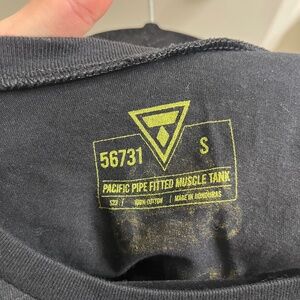 56731 S
PACIFIC PIPE FITTED MUSCLE TANK
100% COTTON / MADE IN HONDURAS